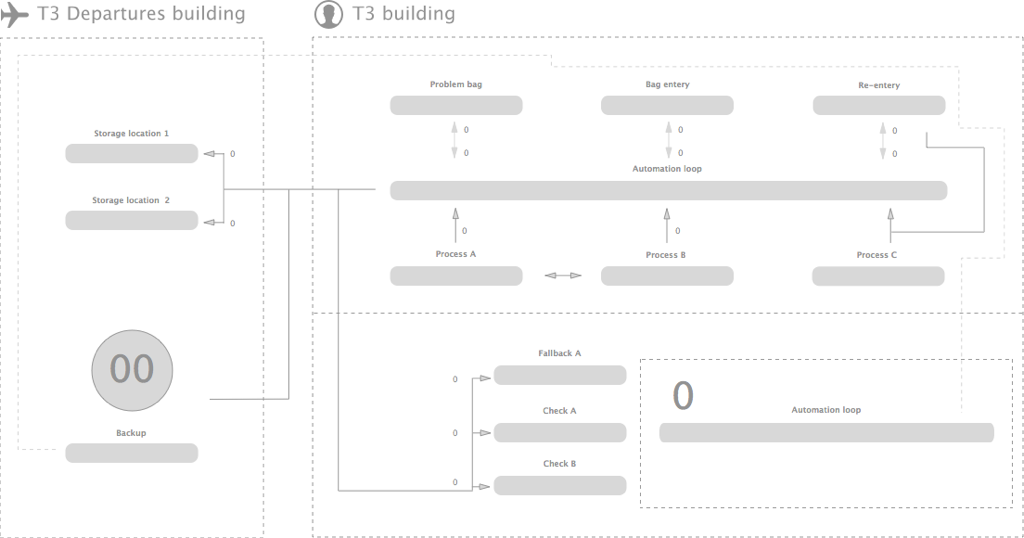 T3 Departures building
T3 building
Problem bag
Bag entery
Re-entery
0
0
0
0
0
0
Storage location 1
0
Automation loop
Storage location 2
0
0
0
Process A
Process B
Process C
00
Backup
Fallback A
0
Check A
0
Check B
0
0
Automation loop